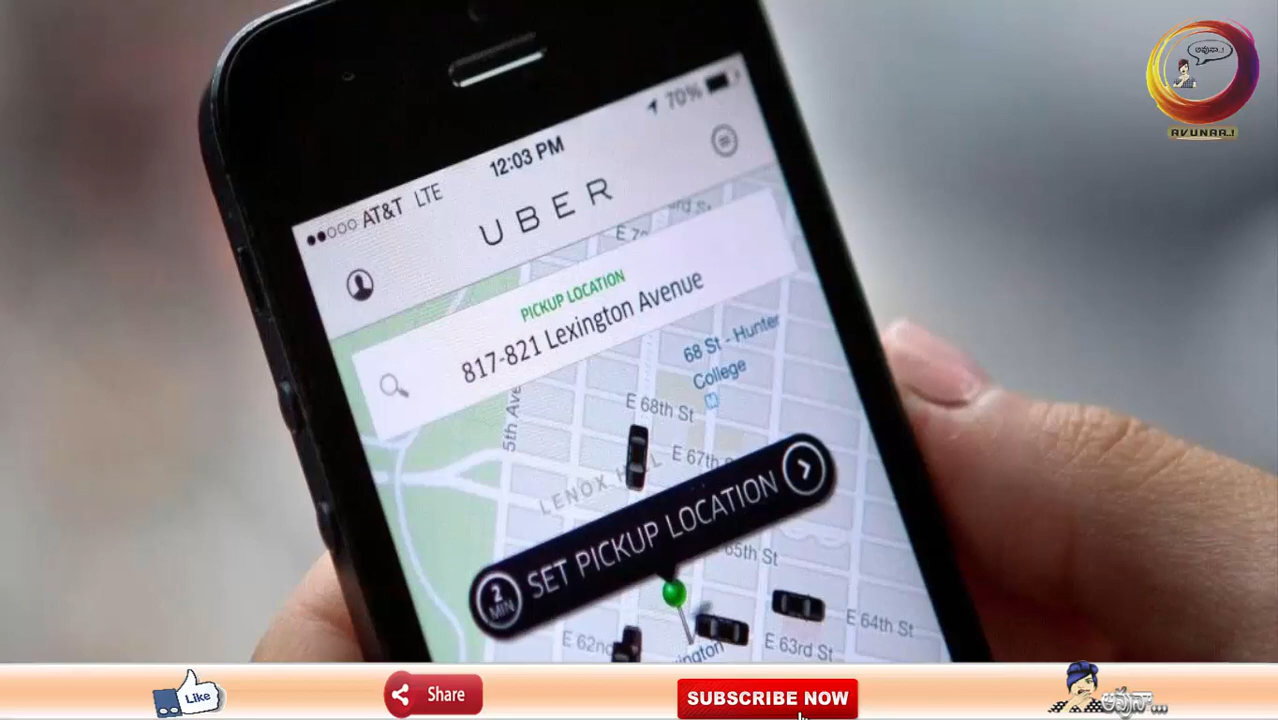 అవునా..!
AVUNAA..!
●●○○○ AT&T LTE 12:03 PM 70%
UBER
PICKUP LOCATION
817-821 Lexington Avenue
68 St - Hunter
College
5th Ave
E 68th St
E 67th
LENOX HILL
2 MIN SET PICKUP LOCATION
65th St
E 64th St
E 62nd
E 63rd St
Like
Share
SUBSCRIBE NOW
అవునా...